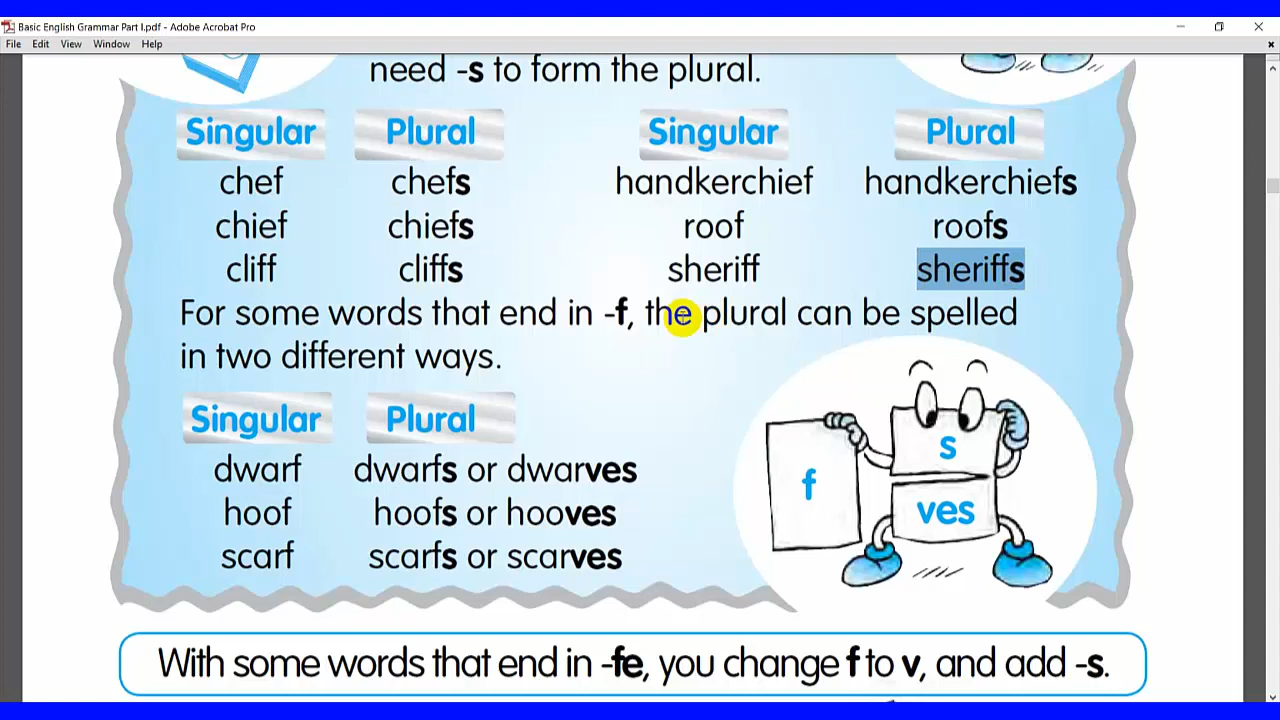 Basic English Grammar Part I.pdf - Adobe Acrobat Pro
File Edit View Window Help
need -s to form the plural.
Singular Plural Singular Plural
chef chefs handkerchief handkerchiefs
chief chiefs roof roofs
cliff cliffs sheriff sheriffs
For some words that end in -f, the plural can be spelled
in two different ways.
Singular Plural
dwarf dwarfs or dwarves
hoof hoofs or hooves
scarf scarfs or scarves
f
s
ves
With some words that end in -fe, you change f to v, and add -s.